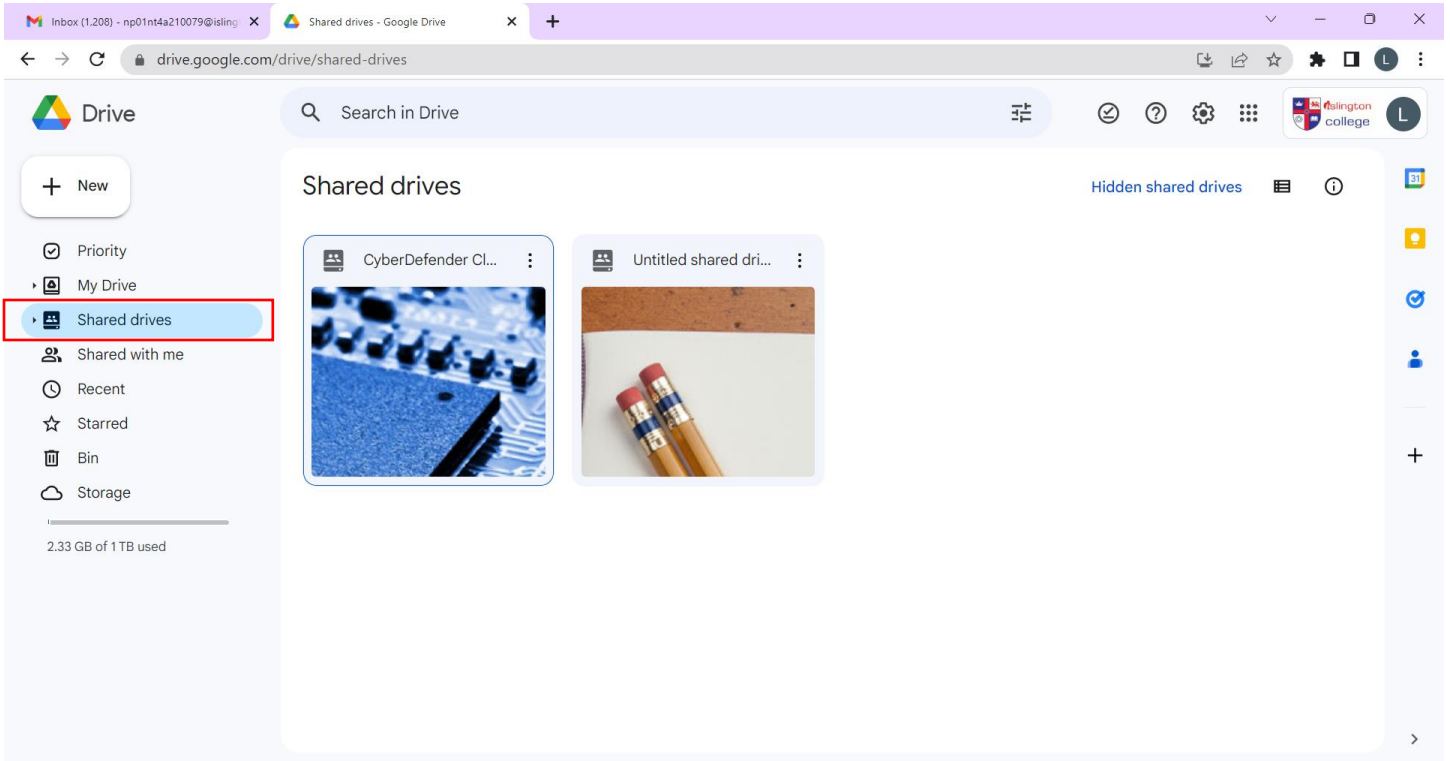 Inbox (1,208) - np01nt4a210079@isling
Shared drives - Google Drive
drive.google.com/drive/shared-drives
L
Drive
Search in Drive
islington
college
L
New
Shared drives
Hidden shared drives
31
Priority
My Drive
Shared drives
Shared with me
Recent
Starred
Bin
Storage
2.33 GB of 1 TB used
CyberDefender Cl...
Untitled shared dri...